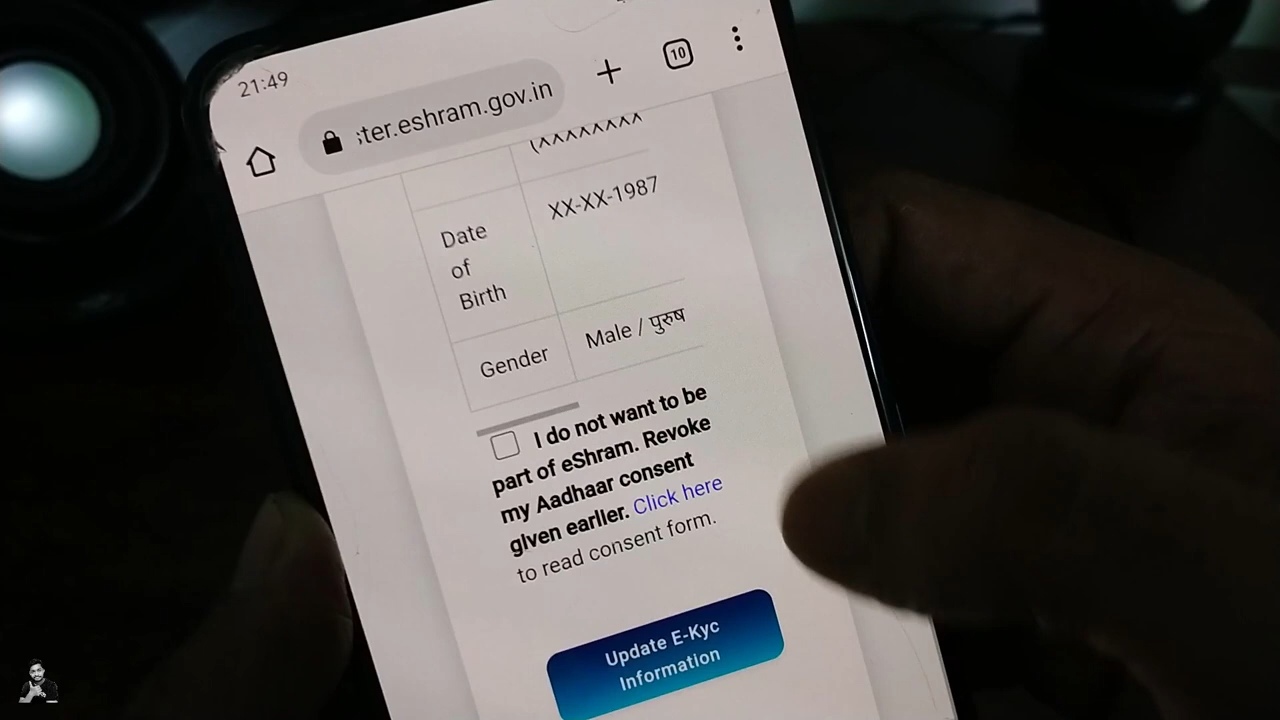 21:49
ter.eshram.gov.in
10
XX-XX-1987
Date
of
Birth
Gender
Male / पुरुष
I do not want to be
part of eShram. Revoke
my Aadhaar consent
given earlier. Click here
to read consent form.
Update E-Kyc
Information